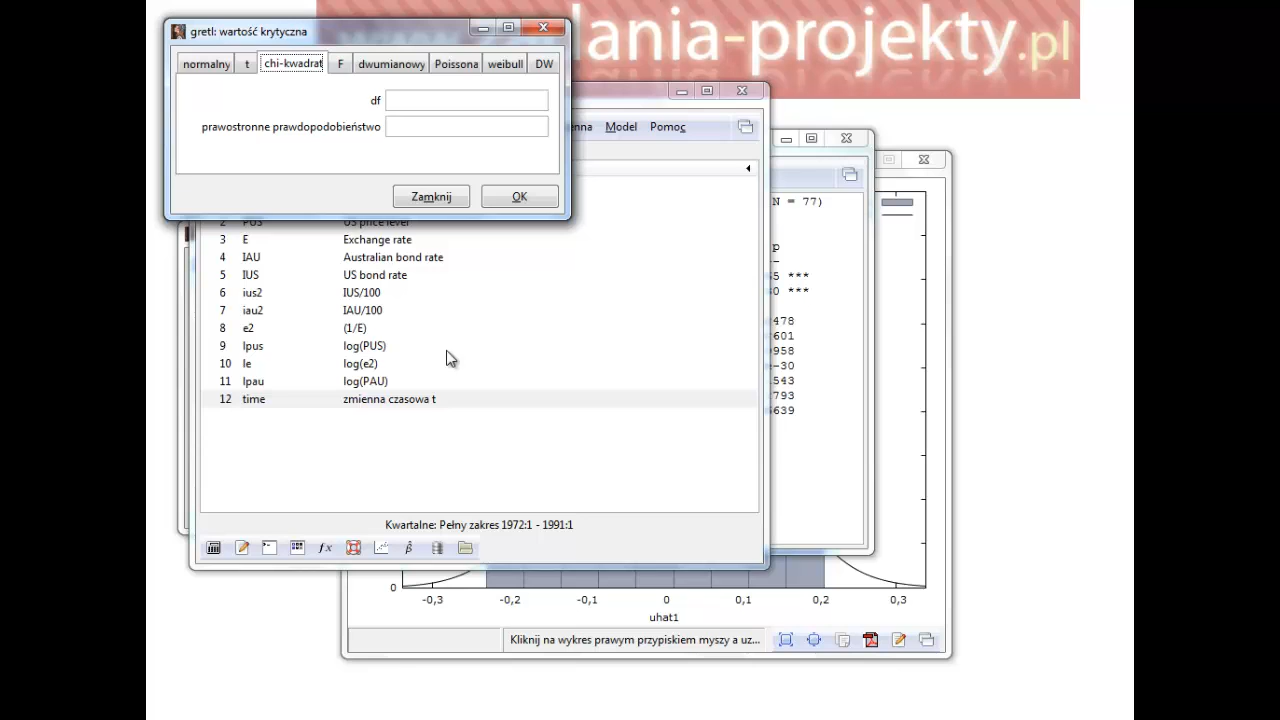 lania-projekty.pl
gretl: wartość krytyczna
normalny t chi-kwadrat F dwumianowy Poissona weibull DW
df
prawostronne prawdopodobieństwo
Zamknij OK
enna Model Pomoc
N = 77)
p
2 PUS US price level
3 E Exchange rate
4 IAU Australian bond rate
5 IUS US bond rate
6 ius2 IUS/100
7 iau2 IAU/100
8 e2 (1/E)
9 lpus log(PUS)
10 le log(e2)
11 lpau log(PAU)
12 time zmienna czasowa t
***
***
478
601
958
e-30
543
793
639
Kwartalne: Pełny zakres 1972:1 - 1991:1
fx
β̂
0
-0,3 -0,2 -0,1 0 0,1 0,2 0,3
uhat1
Kliknij na wykres prawym przypiskiem myszy a uz...